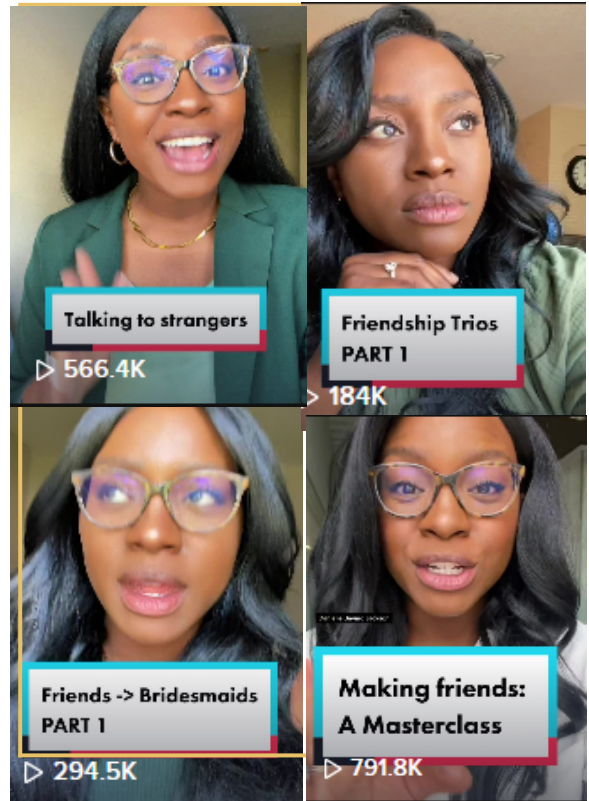 Talking to strangers
566.4K
Friendship Trios
PART 1
184K
Friends -> Bridesmaids
PART 1
294.5K
Making friends:
A Masterclass
791.8K